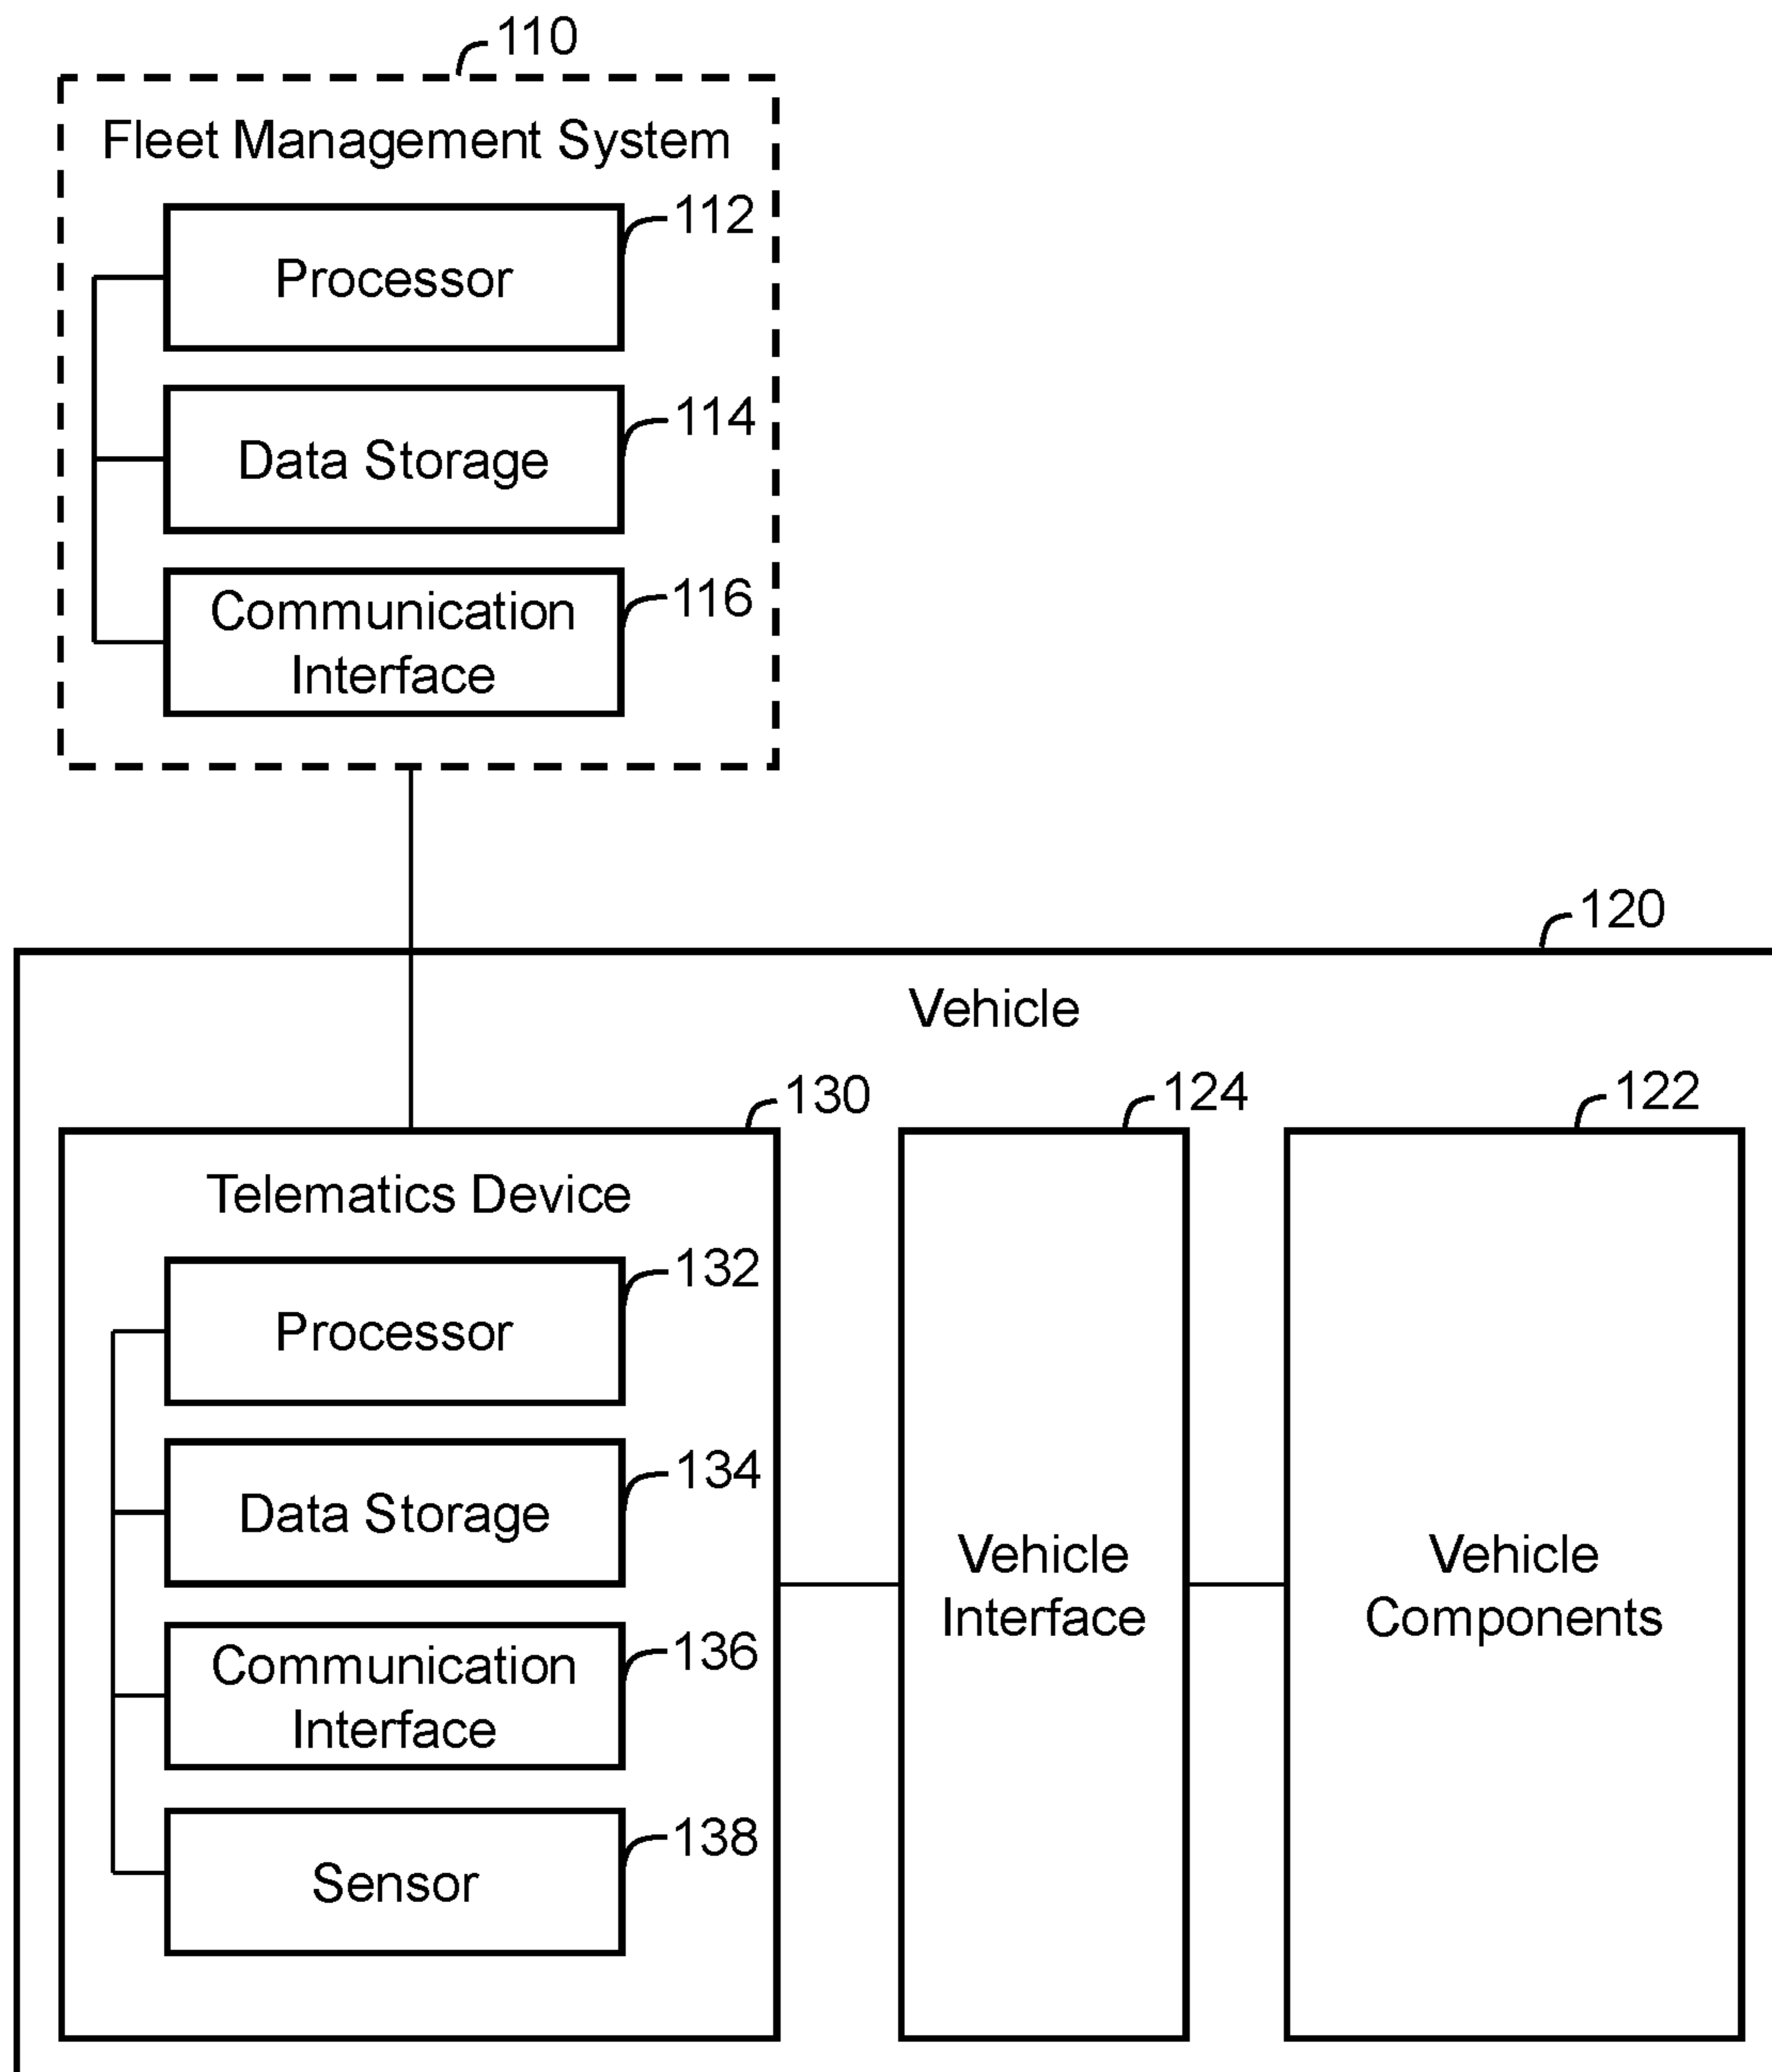 110
Fleet Management System
112
Processor
114
Data Storage
116
Communication
Interface
120
Vehicle
130
124
122
Telematics Device
132
Processor
134
Data Storage
136
Communication
Interface
138
Sensor
Vehicle
Interface
Vehicle
Components